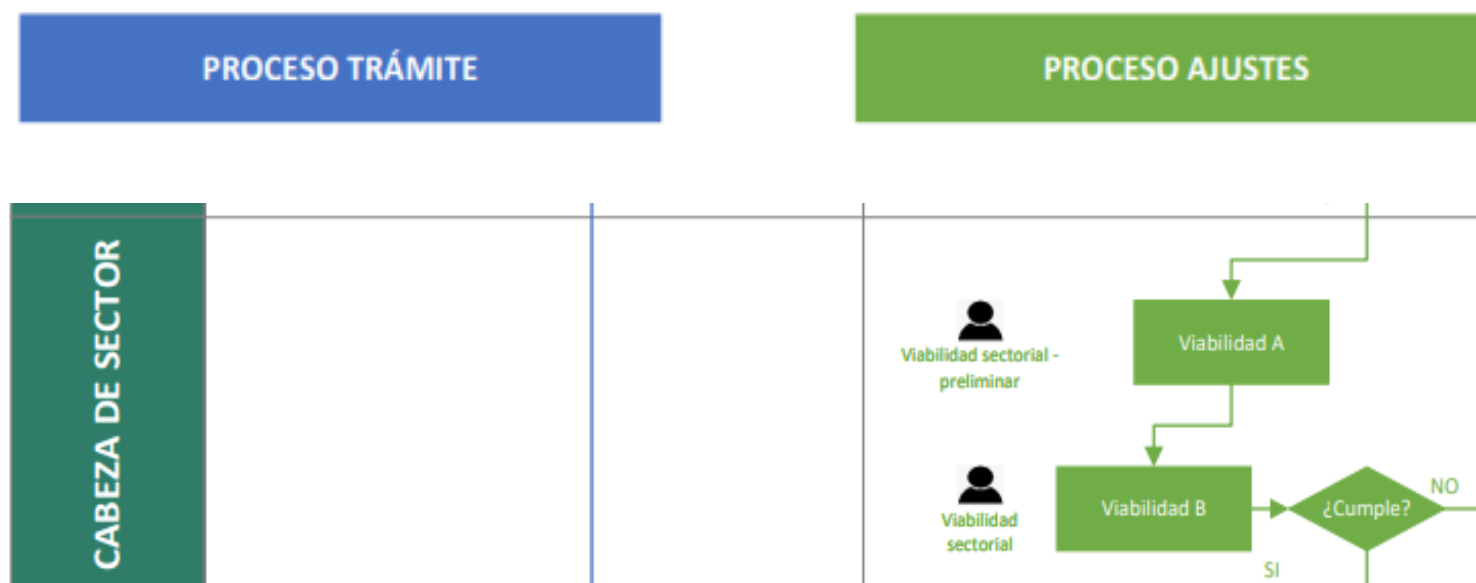 PROCESO TRÁMITE
PROCESO AJUSTES
CABEZA DE SECTOR
Viabilidad sectorial -
preliminar
Viabilidad A
Viabilidad
sectorial
Viabilidad B
¿Cumple?
NO
SI